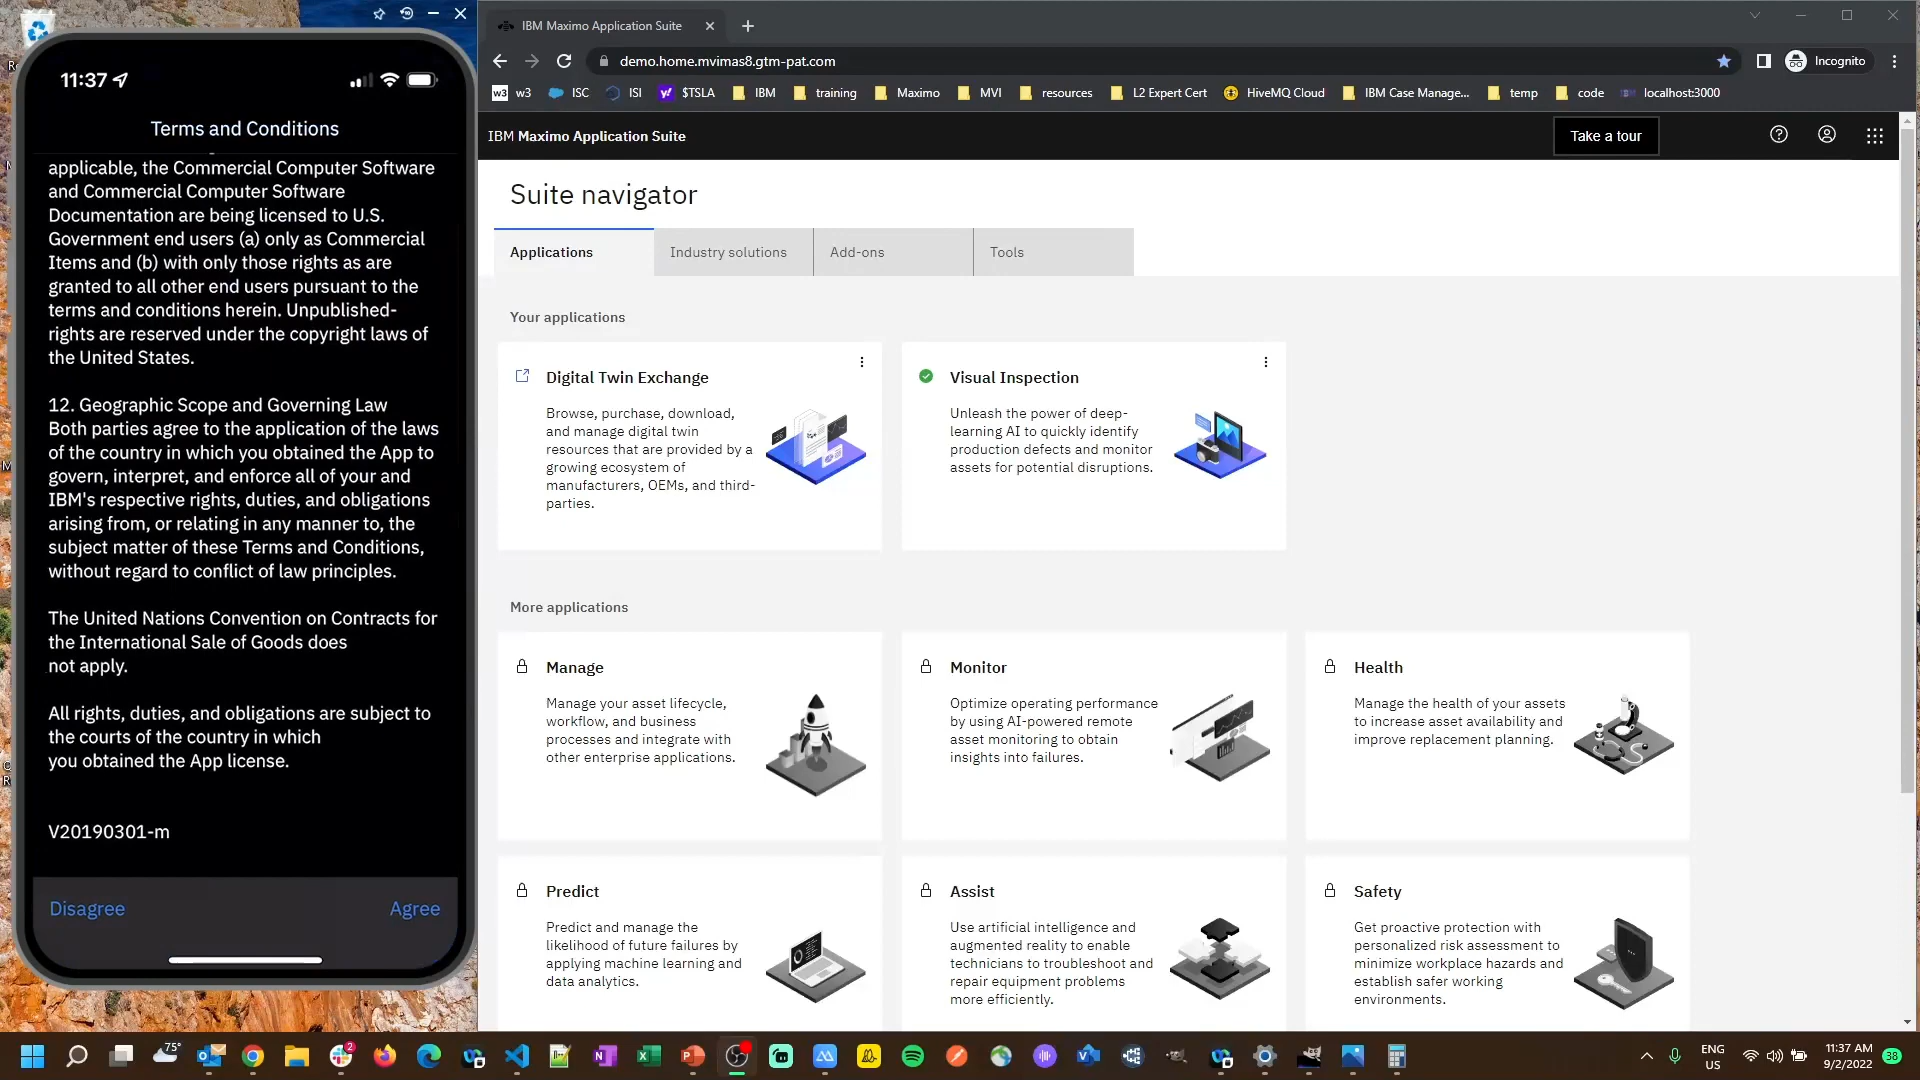 11:37
Terms and Conditions
applicable, the Commercial Computer Software
and Commercial Computer Software
Documentation are being licensed to U.S.
Government end users (a) only as Commercial
Items and (b) with only those rights as are
granted to all other end users pursuant to the
terms and conditions herein. Unpublished-
rights are reserved under the copyright laws of
the United States.
12. Geographic Scope and Governing Law
Both parties agree to the application of the laws
of the country in which you obtained the App to
govern, interpret, and enforce all of your and
IBM's respective rights, duties, and obligations
arising from, or relating in any manner to, the
subject matter of these Terms and Conditions,
without regard to conflict of law principles.
The United Nations Convention on Contracts for
the International Sale of Goods does
not apply.
All rights, duties, and obligations are subject to
the courts of the country in which
you obtained the App license.
V20190301-m
Disagree
Agree
IBM Maximo Application Suite
demo.home.mvimas8.gtm-pat.com
Incognito
w3
w3
ISC
ISI
$TSLA
IBM
training
Maximo
MVI
resources
L2 Expert Cert
HiveMQ Cloud
IBM Case Manage...
temp
code
localhost:3000
IBM Maximo Application Suite
Take a tour
Suite navigator
Applications
Industry solutions
Add-ons
Tools
Your applications
Digital Twin Exchange
Browse, purchase, download,
and manage digital twin
resources that are provided by a
growing ecosystem of
manufacturers, OEMs, and third-
parties.
Visual Inspection
Unleash the power of deep-
learning AI to quickly identify
production defects and monitor
assets for potential disruptions.
More applications
Manage
Manage your asset lifecycle,
workflow, and business
processes and integrate with
other enterprise applications.
Monitor
Optimize operating performance
by using AI-powered remote
asset monitoring to obtain
insights into failures.
Health
Manage the health of your assets
to increase asset availability and
improve replacement planning.
Predict
Predict and manage the
likelihood of future failures by
applying machine learning and
data analytics.
Assist
Use artificial intelligence and
augmented reality to enable
technicians to troubleshoot and
repair equipment problems
more efficiently.
Safety
Get proactive protection with
personalized risk assessment to
minimize workplace hazards and
establish safer working
environments.
75°
2
ENG
US
11:37 AM
9/2/2022
38